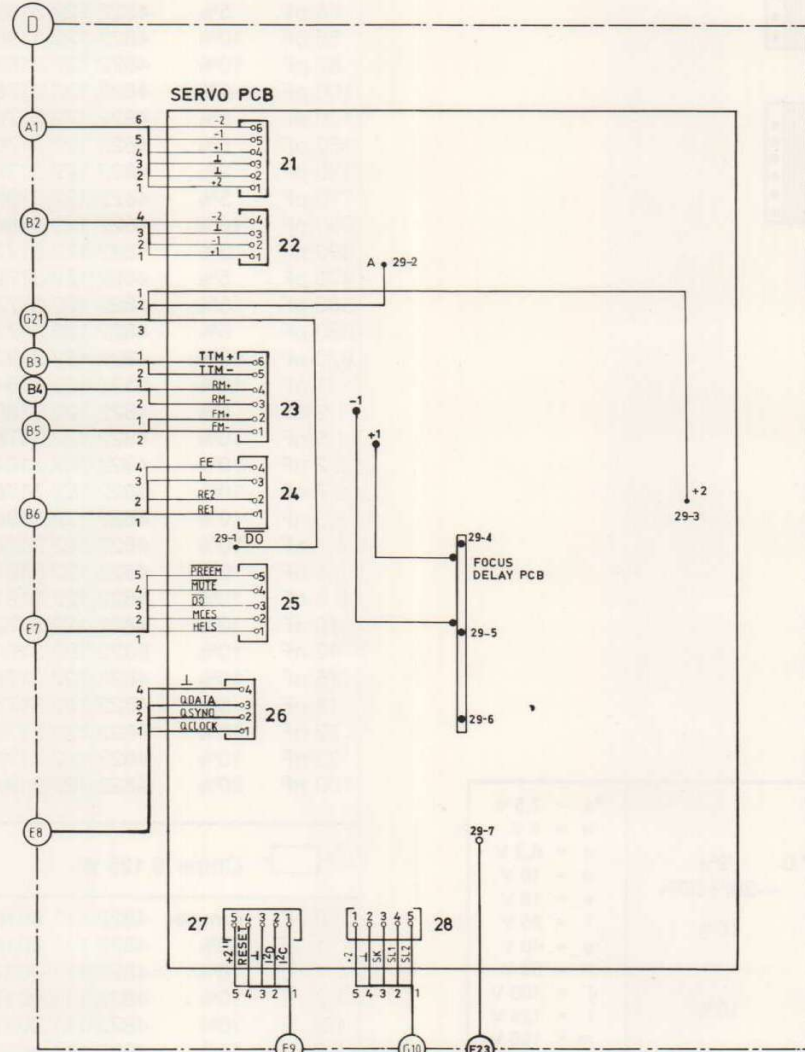 D
SERVO PCB
A1
6 -2 6
5 -1 5
4 +1 4
3 ⊥ 3
2 ⊥ 2
1 +2 1
21
B2
4 -2 4
3 ⊥ 3
2 -1 2
1 +1 1
22
A 29-2
G21
1
2
3
B3
1 TTM+ 6
2 TTM- 5
B4
1 RM+ 4
2 RM- 3
B5
1 FM+ 2
2 FM- 1
23
-1
+1
4 FE 4
3 3
2 RE2 2
1 RE1 1
24
B6
29-1 D̅O̅
+2
29-3
29-4
FOCUS
DELAY PCB
29-5
29-6
5 PREEM 5
4 M̅U̅T̅E̅ 4
3 D̅O̅ 3
2 MCES 2
1 HFLS 1
25
E7
4 ⊥ 4
3 QDATA 3
2 QSYNC 2
1 QCLOCK 1
26
E8
29-7
27
5 4 3 2 1
+2 RESET ⊥ I²D I²C
5 4 3 2 1
E9
28
1 2 3 4 5
+2 ⊥ SK SL1 SL2
5 4 3 2 1
G10
F23